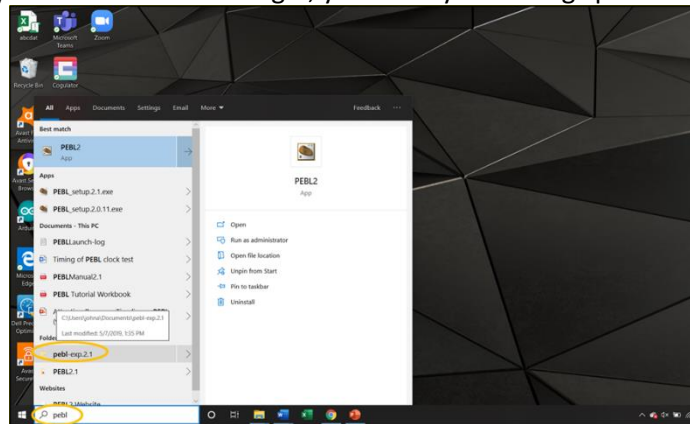 abcdat
Microsoft Teams
Zoom
Recycle Bin
Cogulator
All Apps Documents Settings Email More Feedback
Best match
PEBL2
App
Apps
PEBL_setup.2.1.exe
PEBL_setup.2.0.11.exe
Documents - This PC
PEBLLaunch-log
Timing of PEBL clock test
PEBLManual2.1
PEBL Tutorial Workbook
Last modified: 5/7/2019, 1:35 PM
pebl-exp.2.1
PEBL2.1
Websites
PEBL2 Website
pebl
PEBL2
App
Open
Run as administrator
Open file location
Unpin from Start
Pin to taskbar
Uninstall